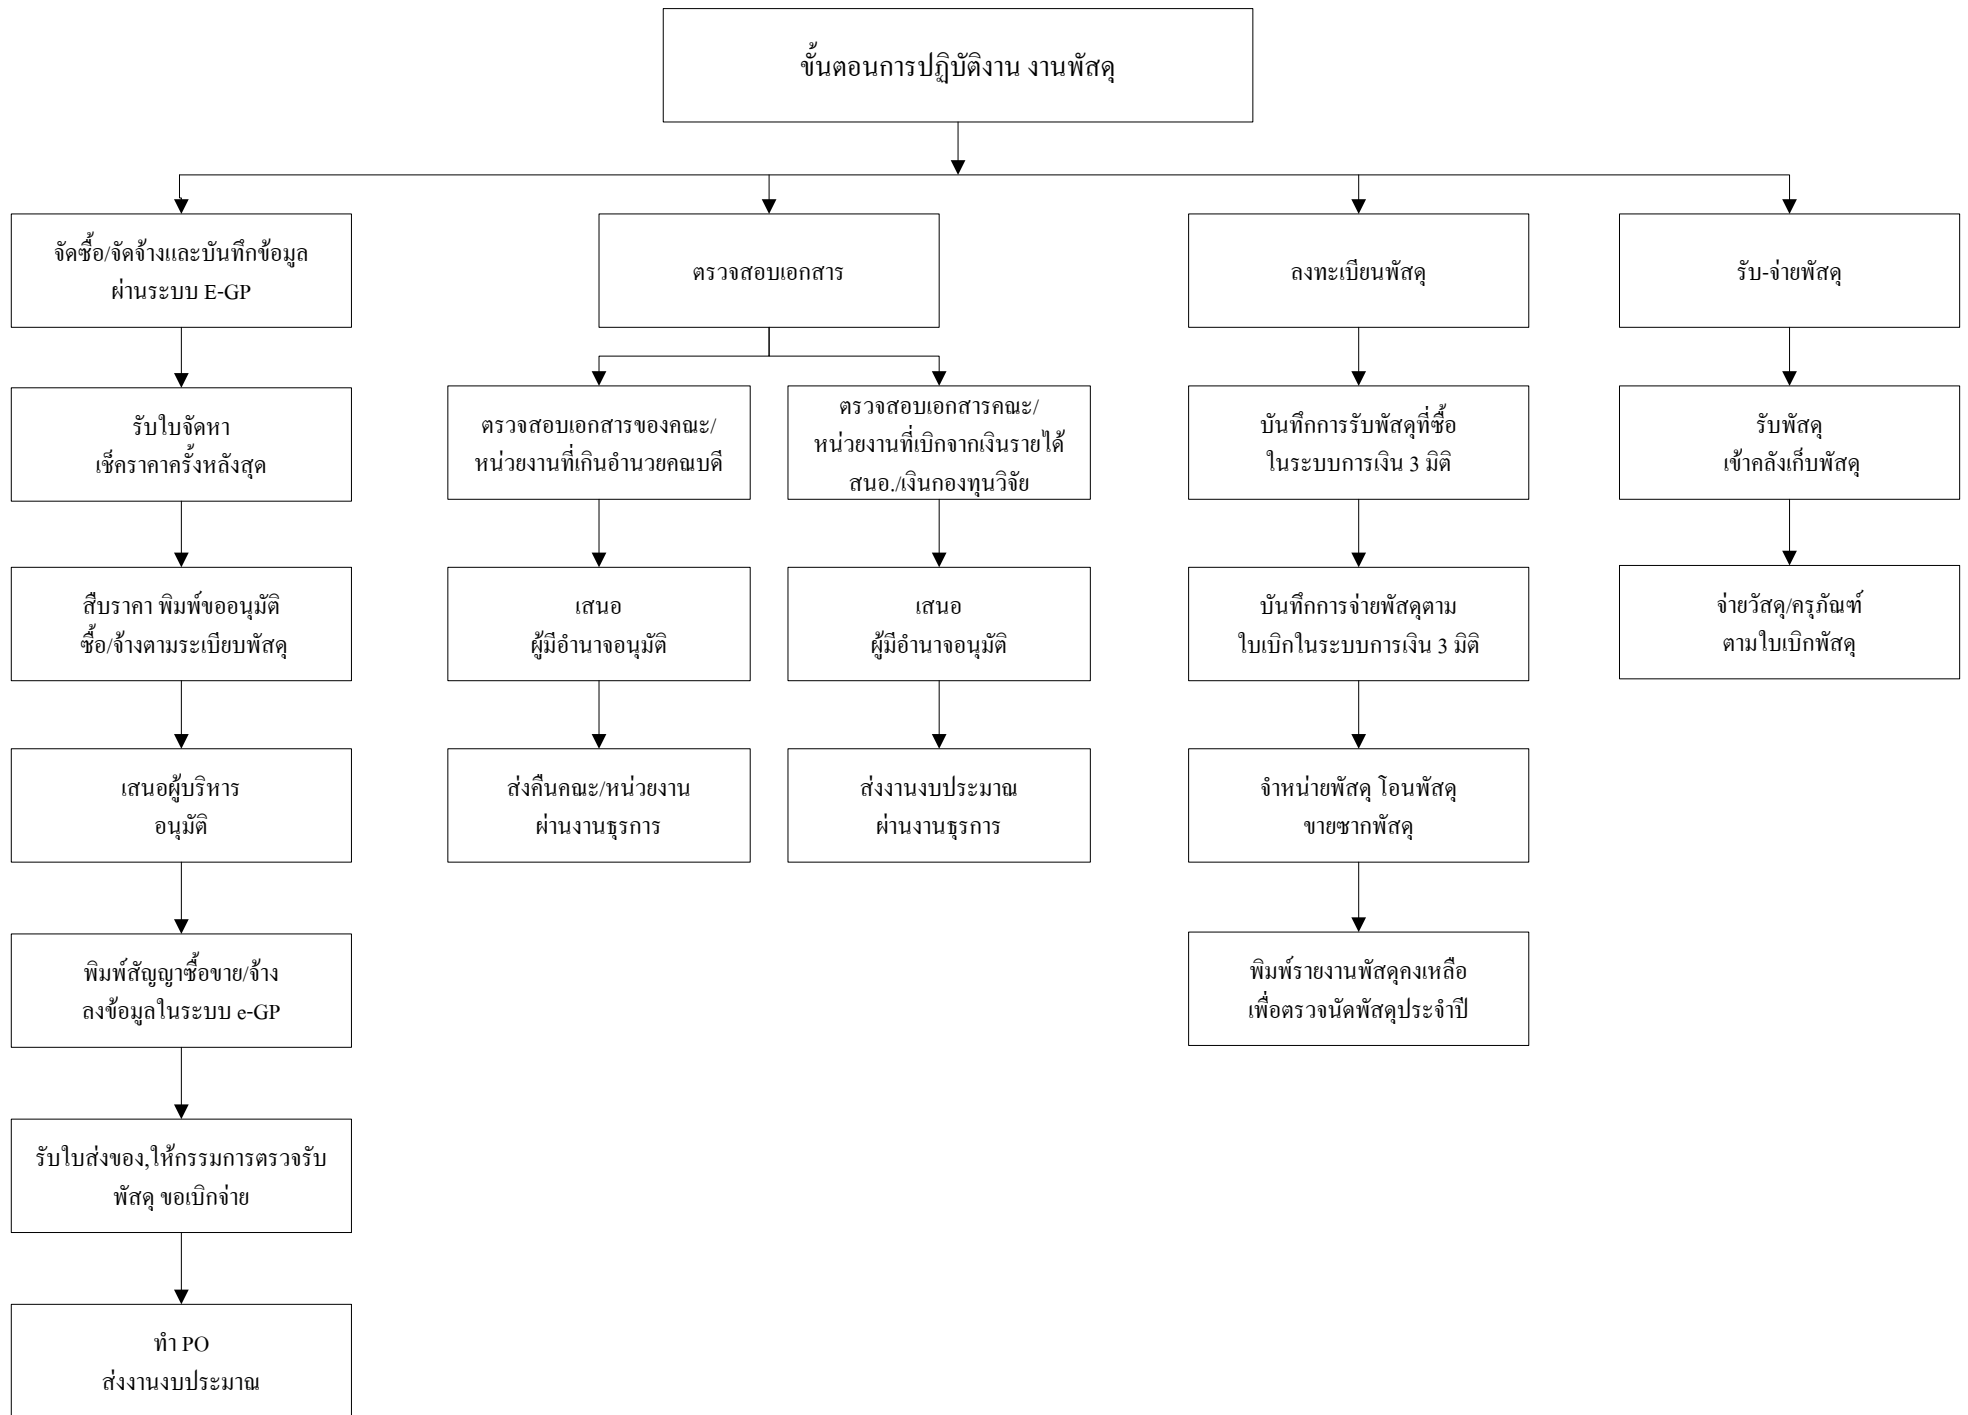 ขั้นตอนการปฏิบัติงาน งานพัสดุ
จัดซื้อ/จัดจ้างและบันทึกข้อมูล
ผ่านระบบ E-GP
รับใบจัดหา
เช็คราคาครั้งหลังสุด
สืบราคา พิมพ์ขออนุมัติ
ซื้อ/จ้างตามระเบียบพัสดุ
เสนอผู้บริหาร
อนุมัติ
พิมพ์สัญญาซื้อขาย/จ้าง
ลงข้อมูลในระบบ e-GP
รับใบส่งของ,ให้กรรมการตรวจรับ
พัสดุ ขอเบิกจ่าย
ทำ PO
ส่งงานงบประมาณ
ตรวจสอบเอกสาร
ตรวจสอบเอกสารของคณะ/
หน่วยงานที่เกินอำนวยคณบดี
เสนอ
ผู้มีอำนาจอนุมัติ
ส่งคืนคณะ/หน่วยงาน
ผ่านงานธุรการ
ตรวจสอบเอกสารคณะ/
หน่วยงานที่เบิกจากเงินรายได้
สนอ./เงินกองทุนวิจัย
เสนอ
ผู้มีอำนาจอนุมัติ
ส่งงานงบประมาณ
ผ่านงานธุรการ
ลงทะเบียนพัสดุ
บันทึกการรับพัสดุที่ซื้อ
ในระบบการเงิน 3 มิติ
บันทึกการจ่ายพัสดุตาม
ใบเบิกในระบบการเงิน 3 มิติ
จำหน่ายพัสดุ โอนพัสดุ
ขายซากพัสดุ
พิมพ์รายงานพัสดุคงเหลือ
เพื่อตรวจนัดพัสดุประจำปี
รับ-จ่ายพัสดุ
รับพัสดุ
เข้าคลังเก็บพัสดุ
จ่ายวัสดุ/ครุภัณฑ์
ตามใบเบิกพัสดุ